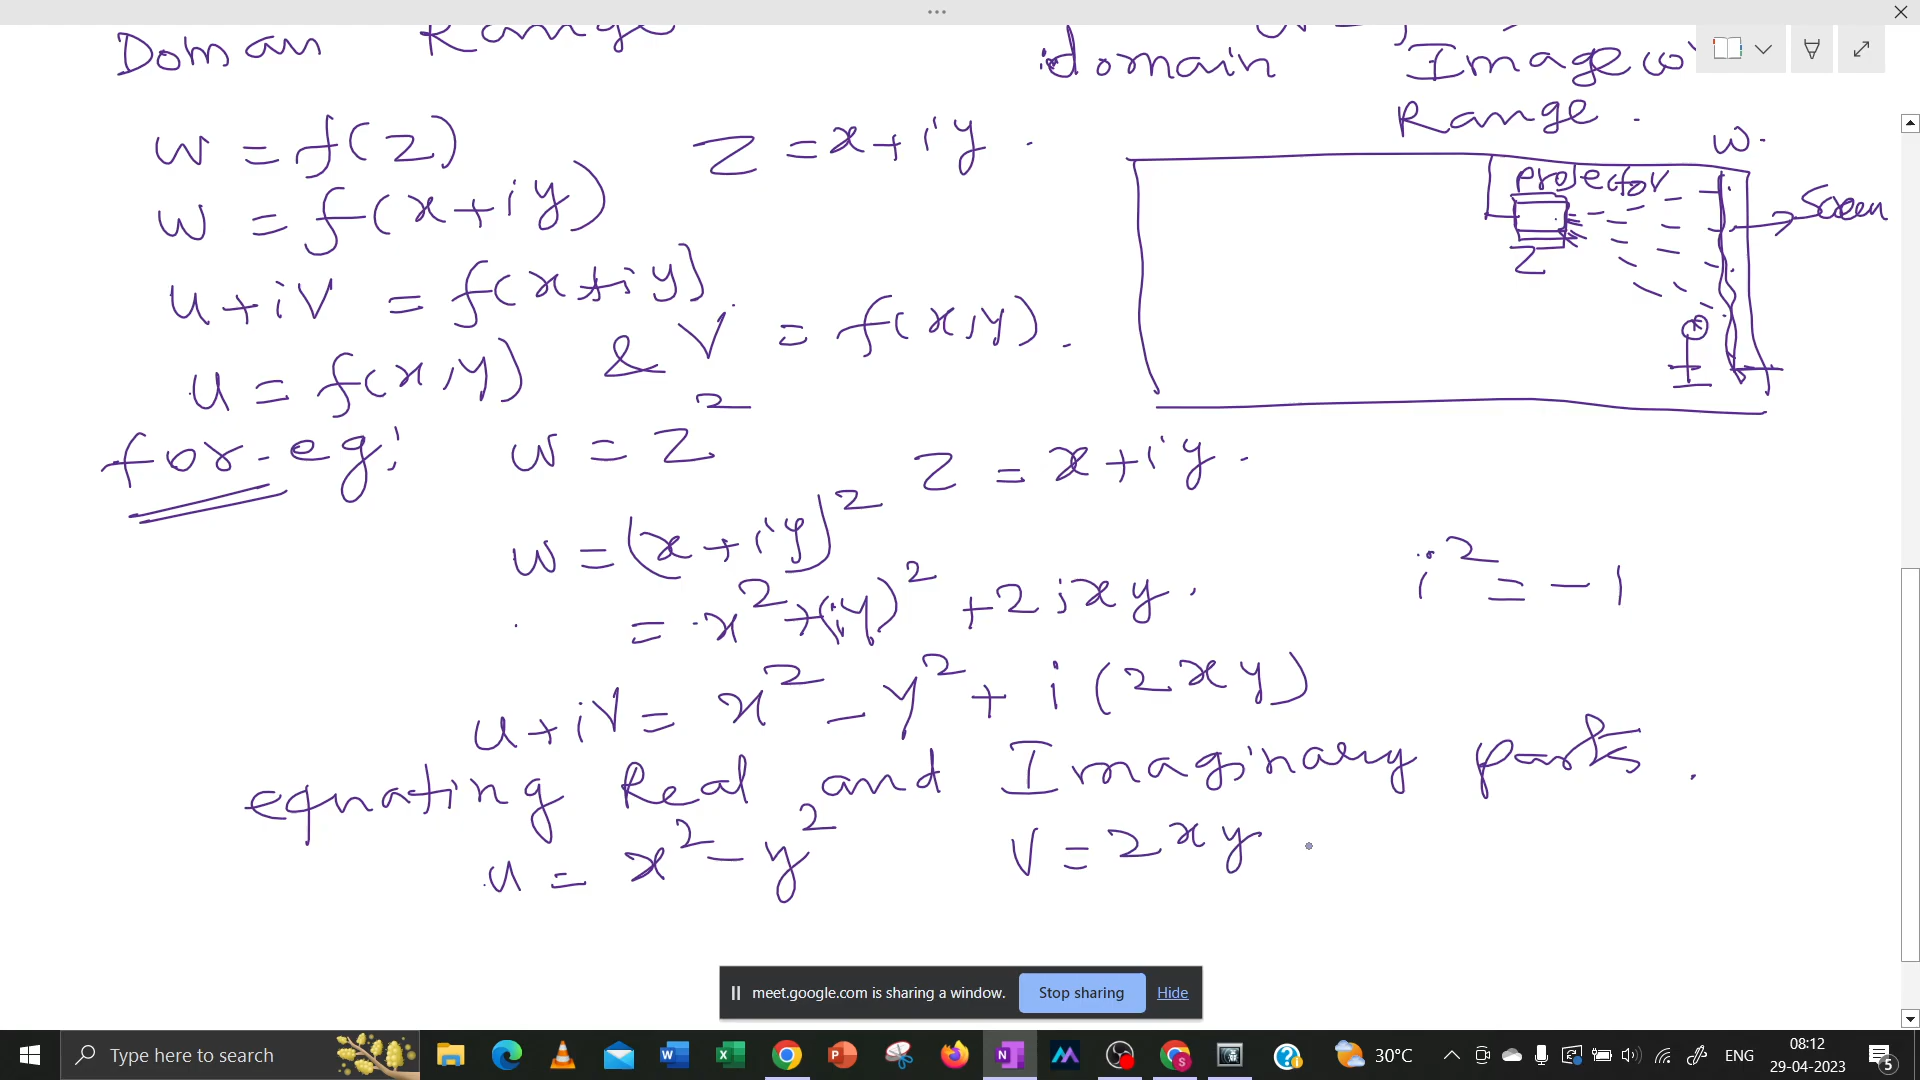 Doman Range
domain Image w
Range .
w = f(z) z = x+iy .
w = f(x+iy)
u+iv = f(x+iy)
u = f(x,y) & v = f(x,y) .
w .
Projector
Screen
z
for-eg: w = z²
z = x+iy .
w = (x+iy)²
= x² +(iy)² +2ixy . i² = -1
u+iv = x² - y² + i (2xy)
equating Real and Imaginary parts .
u = x² - y² v = 2xy .
meet.google.com is sharing a window. Stop sharing Hide
Type here to search
30°C
ENG
08:12
29-04-2023
5